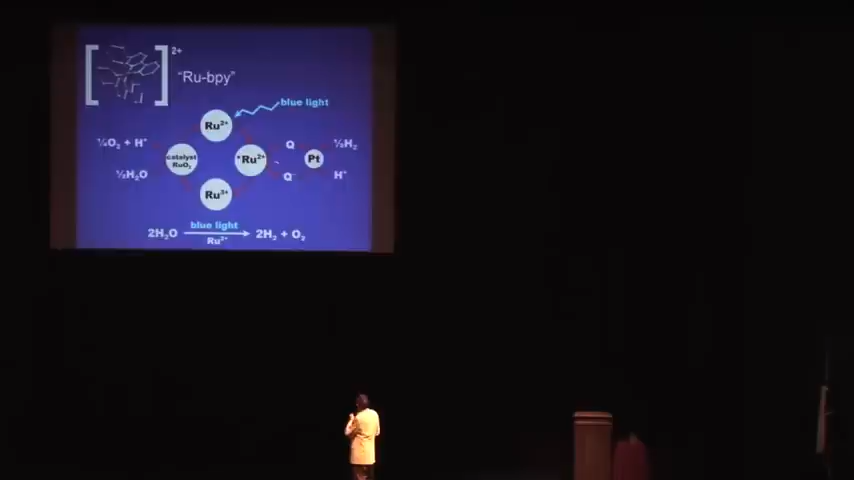 2+
"Ru-bpy"
blue light
Ru²⁺
½O₂ + H⁺
Q
½H₂
catalyst
RuO₂
*Ru²⁺
Pt
½H₂O
Q⁻
H⁺
Ru³⁺
blue light
2H₂O → 2H₂ + O₂
Ru²⁺